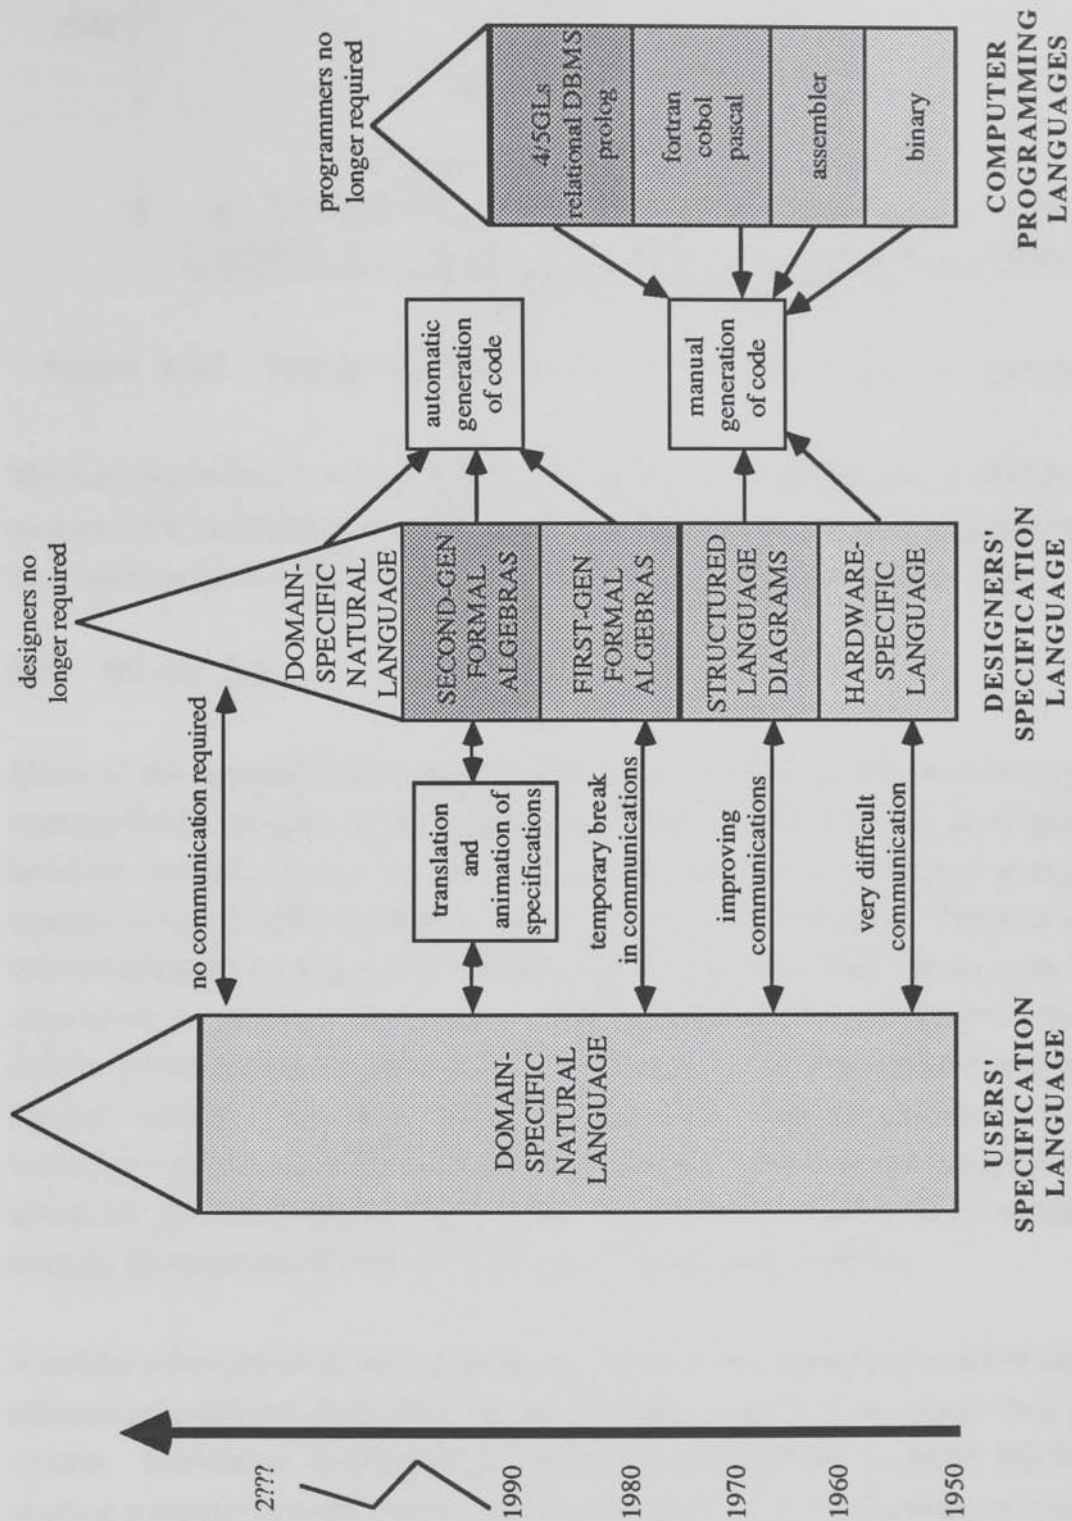 2???
1990
1980
1970
1960
1950
DOMAIN-
SPECIFIC
NATURAL
LANGUAGE
USERS'
SPECIFICATION
LANGUAGE
no communication required
translation
and
animation of
specifications
temporary break
in communications
improving
communications
very difficult
communication
designers no
longer required
DOMAIN-
SPECIFIC
NATURAL
LANGUAGE
SECOND-GEN
FORMAL
ALGEBRAS
FIRST-GEN
FORMAL
ALGEBRAS
STRUCTURED
LANGUAGE
DIAGRAMS
HARDWARE-
SPECIFIC
LANGUAGE
DESIGNERS'
SPECIFICATION
LANGUAGE
automatic
generation
of code
manual
generation
of code
programmers no
longer required
4/5GLs
relational DBMS
prolog
fortran
cobol
pascal
assembler
binary
COMPUTER
PROGRAMMING
LANGUAGES